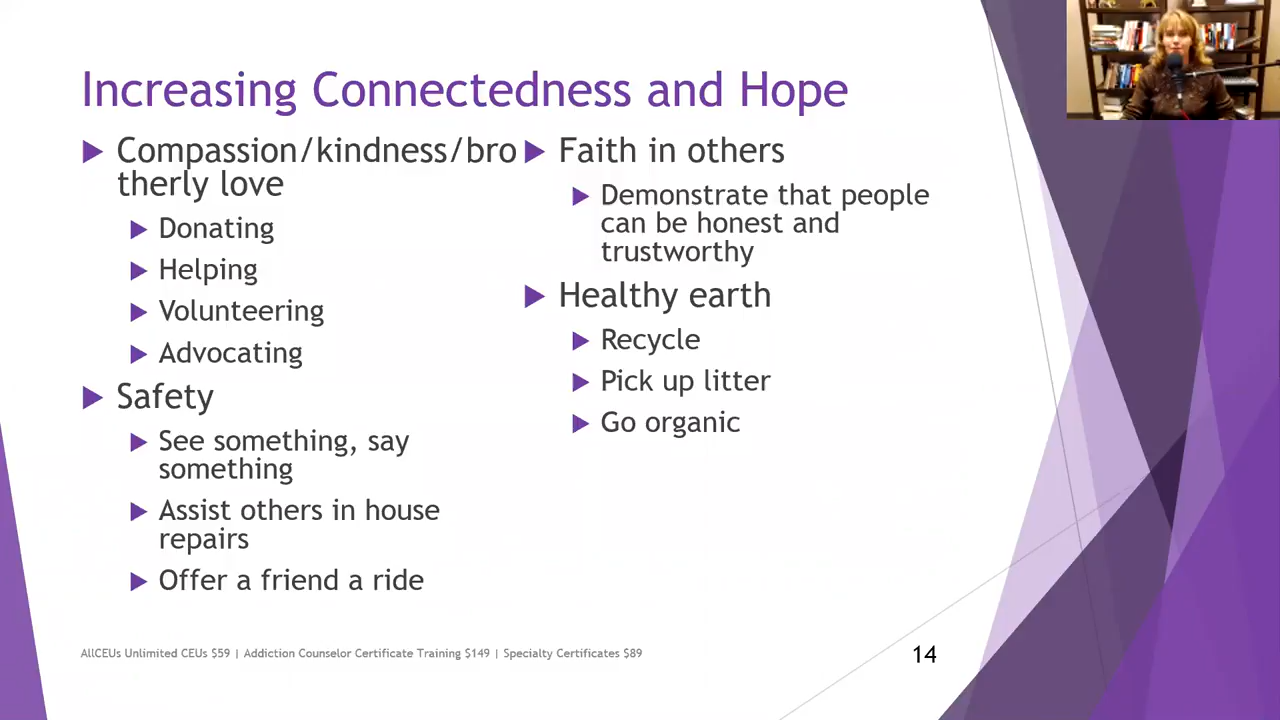 Increasing Connectedness and Hope
Compassion/kindness/bro
therly love
Donating
Helping
Volunteering
Advocating
Safety
See something, say
something
Assist others in house
repairs
Offer a friend a ride
Faith in others
Demonstrate that people
can be honest and
trustworthy
Healthy earth
Recycle
Pick up litter
Go organic
AllCEUs Unlimited CEUs $59 | Addiction Counselor Certificate Training $149 | Specialty Certificates $89
14